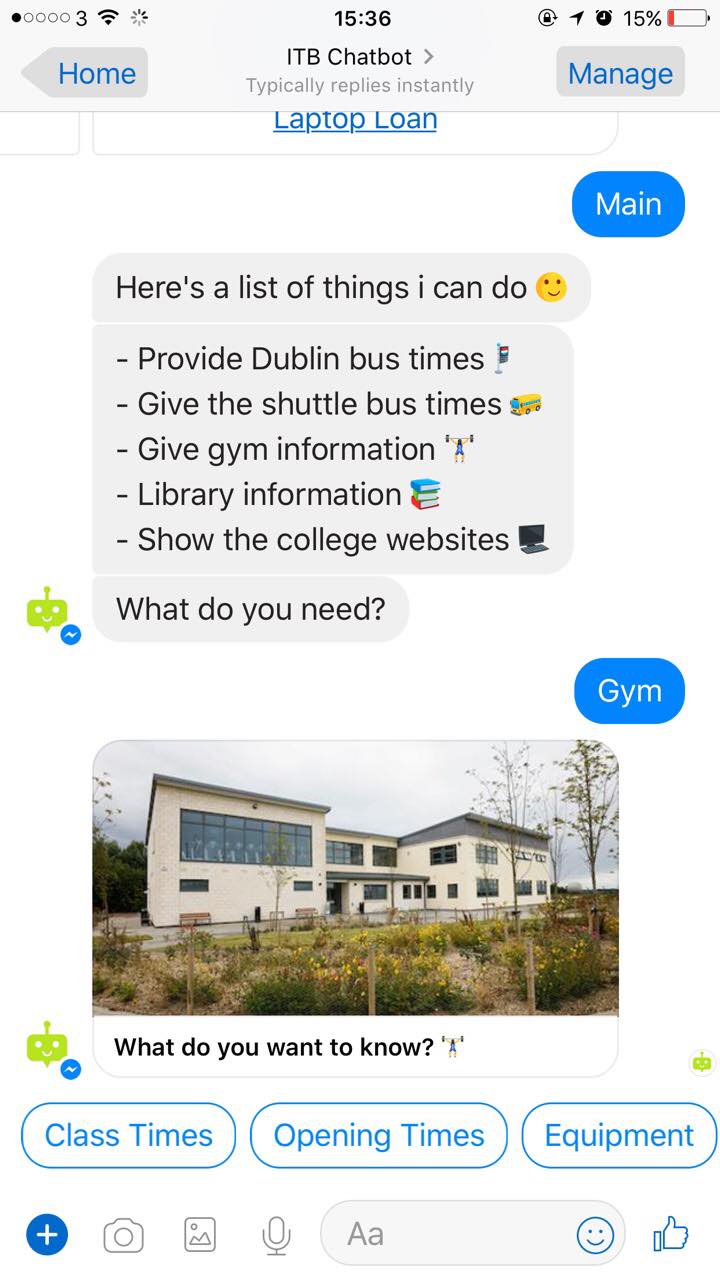 3 15:36 15%
Home ITB Chatbot Manage
Typically replies instantly
Laptop Loan
Main
Here's a list of things i can do 🙂
- Provide Dublin bus times 🚏
- Give the shuttle bus times 🚌
- Give gym information 🏋
- Library information 📚
- Show the college websites 🖥
What do you need?
Gym
What do you want to know? 🏋
Class Times Opening Times Equipment
Aa